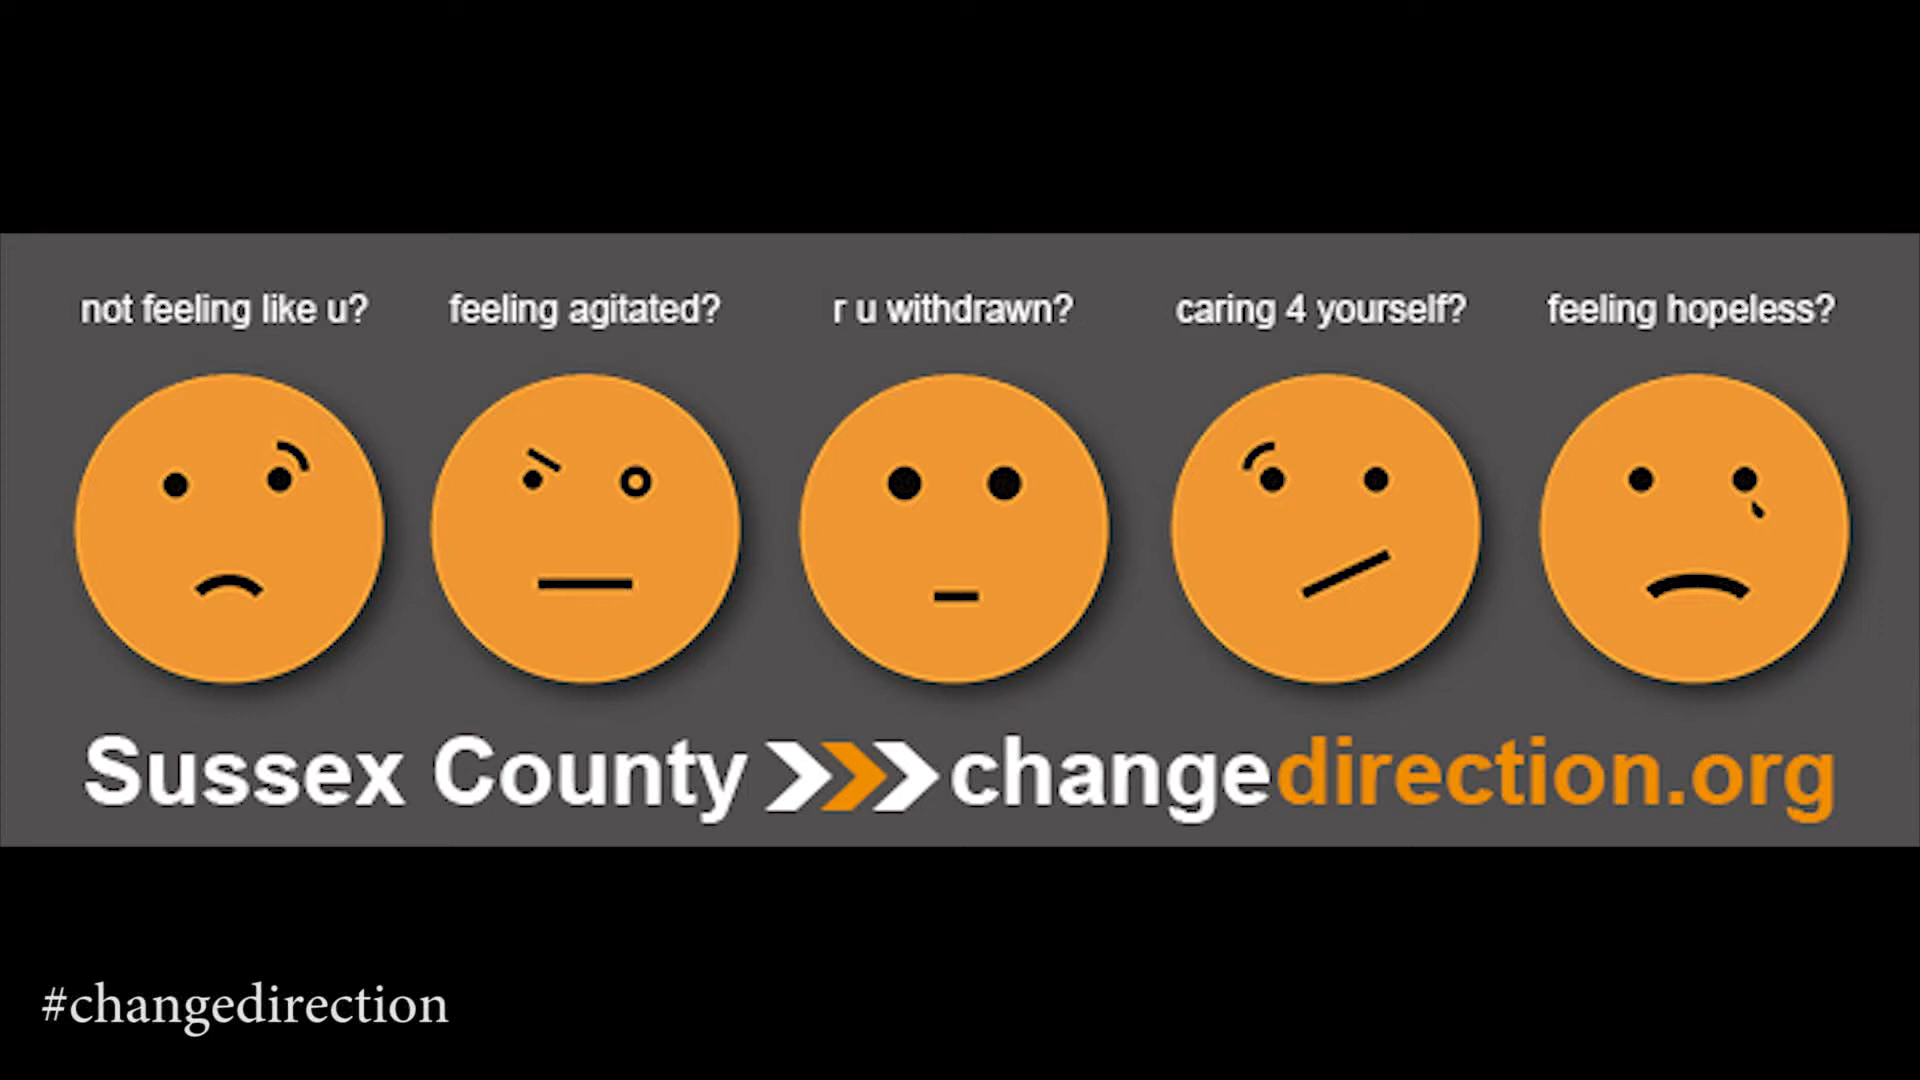 not feeling like u?
feeling agitated?
r u withdrawn?
caring 4 yourself?
feeling hopeless?
Sussex County changedirection.org
#changedirection